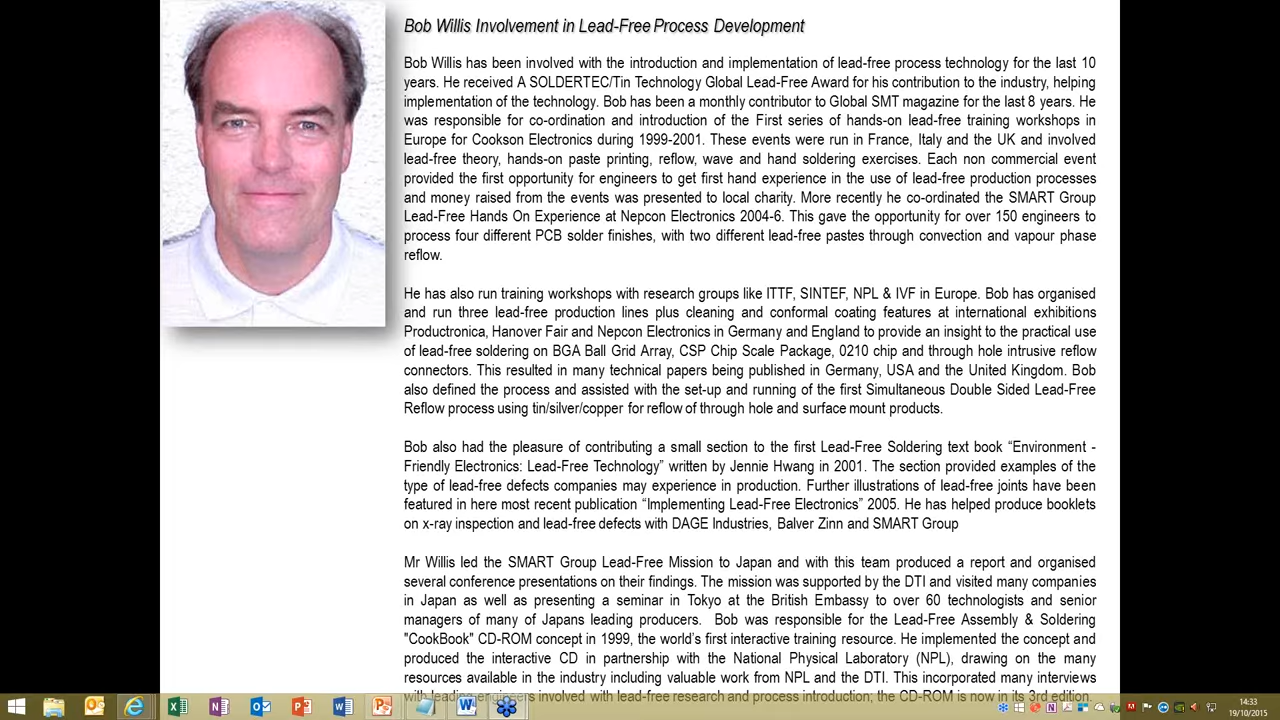 Bob Willis Involvement in Lead-Free Process Development
Bob Willis has been involved with the introduction and implementation of lead-free process technology for the last 10
years. He received A SOLDERTEC/Tin Technology Global Lead-Free Award for his contribution to the industry, helping
implementation of the technology. Bob has been a monthly contributor to Global SMT magazine for the last 8 years. He
was responsible for co-ordination and introduction of the First series of hands-on lead-free training workshops in
Europe for Cookson Electronics during 1999-2001. These events were run in France, Italy and the UK and involved
lead-free theory, hands-on paste printing, reflow, wave and hand soldering exercises. Each non commercial event
provided the first opportunity for engineers to get first hand experience in the use of lead-free production processes
and money raised from the events was presented to local charity. More recently he co-ordinated the SMART Group
Lead-Free Hands On Experience at Nepcon Electronics 2004-6. This gave the opportunity for over 150 engineers to
process four different PCB solder finishes, with two different lead-free pastes through convection and vapour phase
reflow.
He has also run training workshops with research groups like ITTF, SINTEF, NPL & IVF in Europe. Bob has organised
and run three lead-free production lines plus cleaning and conformal coating features at international exhibitions
Productronica, Hanover Fair and Nepcon Electronics in Germany and England to provide an insight to the practical use
of lead-free soldering on BGA Ball Grid Array, CSP Chip Scale Package, 0210 chip and through hole intrusive reflow
connectors. This resulted in many technical papers being published in Germany, USA and the United Kingdom. Bob
also defined the process and assisted with the set-up and running of the first Simultaneous Double Sided Lead-Free
Reflow process using tin/silver/copper for reflow of through hole and surface mount products.
Bob also had the pleasure of contributing a small section to the first Lead-Free Soldering text book “Environment -
Friendly Electronics: Lead-Free Technology” written by Jennie Hwang in 2001. The section provided examples of the
type of lead-free defects companies may experience in production. Further illustrations of lead-free joints have been
featured in here most recent publication “Implementing Lead-Free Electronics” 2005. He has helped produce booklets
on x-ray inspection and lead-free defects with DAGE Industries, Balver Zinn and SMART Group
Mr Willis led the SMART Group Lead-Free Mission to Japan and with this team produced a report and organised
several conference presentations on their findings. The mission was supported by the DTI and visited many companies
in Japan as well as presenting a seminar in Tokyo at the British Embassy to over 60 technologists and senior
managers of many of Japans leading producers. Bob was responsible for the Lead-Free Assembly & Soldering
"CookBook" CD-ROM concept in 1999, the world’s first interactive training resource. He implemented the concept and
produced the interactive CD in partnership with the National Physical Laboratory (NPL), drawing on the many
resources available in the industry including valuable work from NPL and the DTI. This incorporated many interviews
with leading engineers involved with lead-free research and process introduction; the CD-ROM is now in its 3rd edition.
14:33
19/10/2015